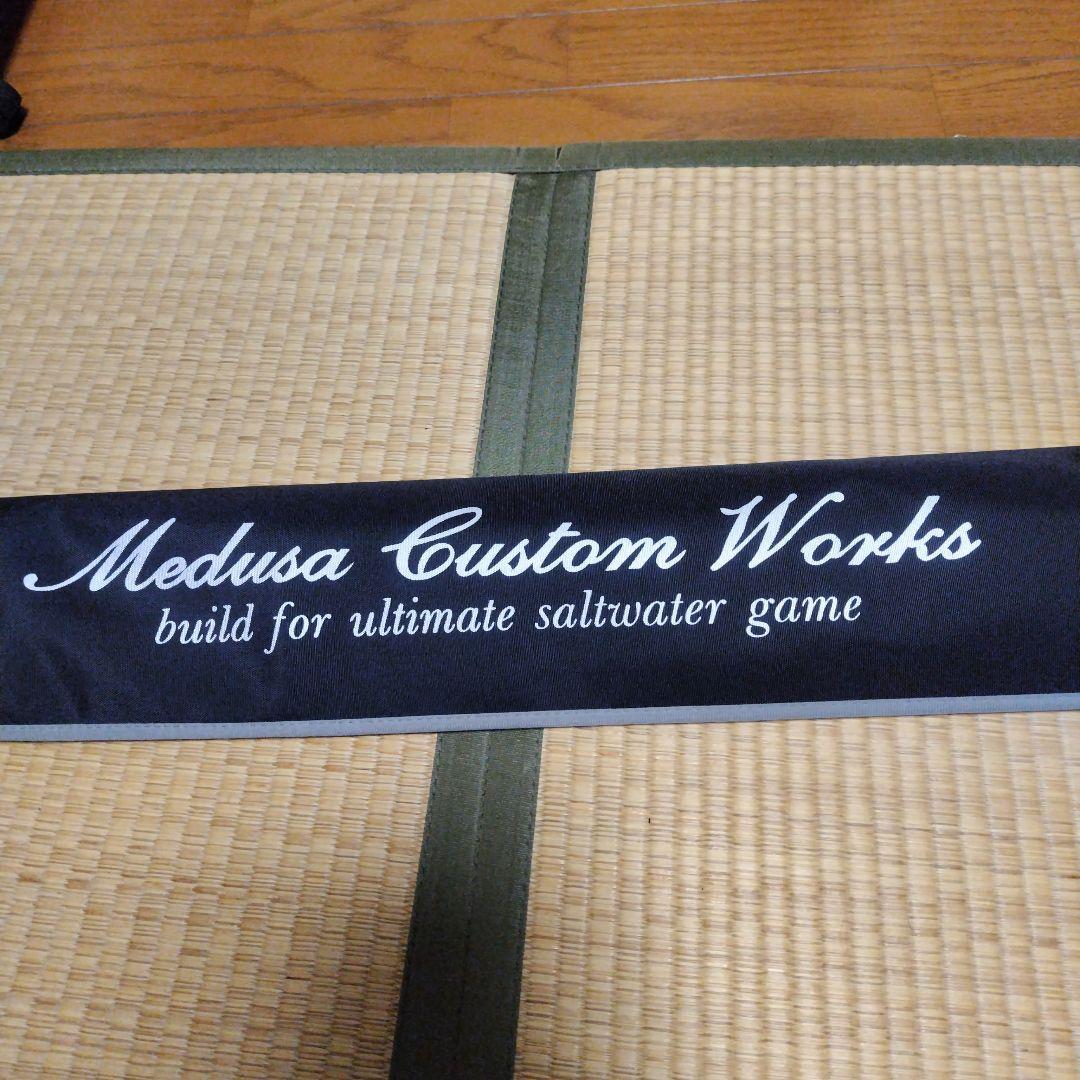 Medusa Custom Works
build for ultimate saltwater game